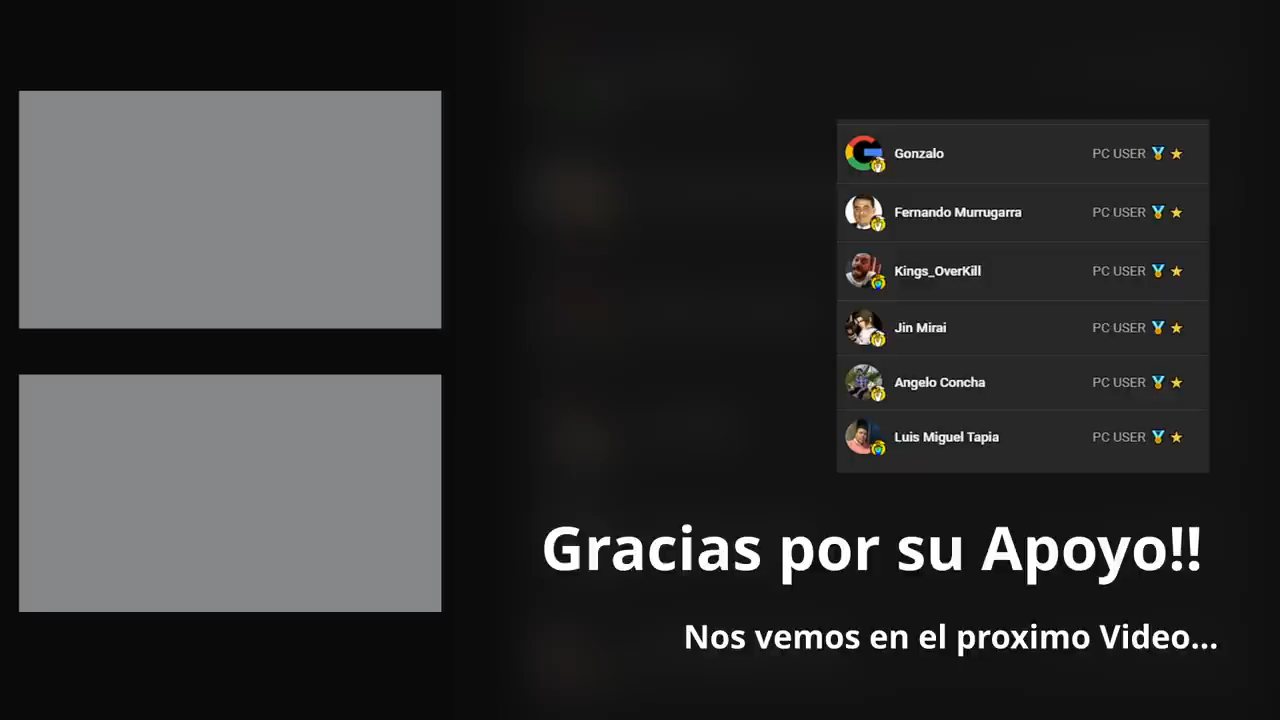 Gonzalo PC USER 🏅 ⭐
Fernando Murrugarra PC USER 🏅 ⭐
Kings_OverKill PC USER 🏅 ⭐
Jin Mirai PC USER 🏅 ⭐
Angelo Concha PC USER 🏅 ⭐
Luis Miguel Tapia PC USER 🏅 ⭐
Gracias por su Apoyo!!
Nos vemos en el proximo Video...